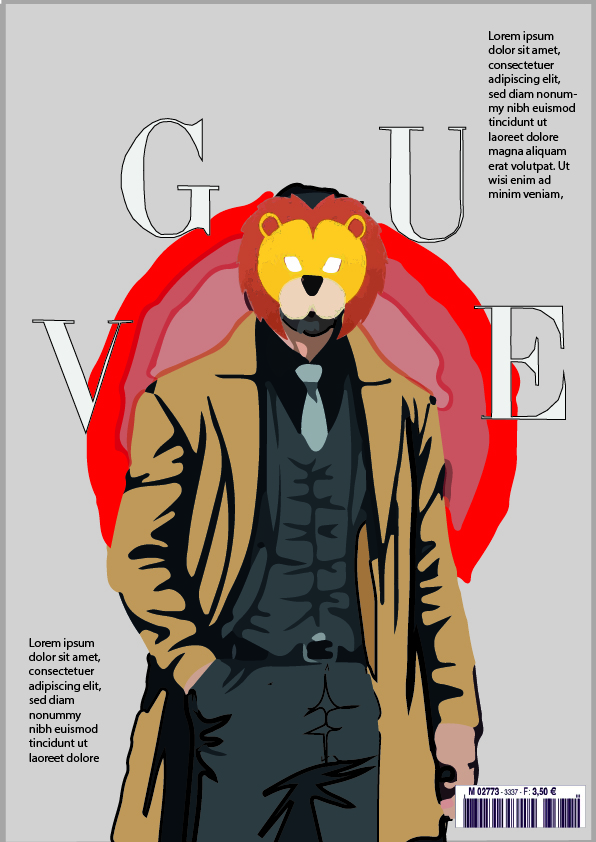 Lorem ipsum
dolor sit amet,
consectetuer
adipiscing elit,
sed diam nonum-
my nibh euismod
tincidunt ut
laoreet dolore
magna aliquam
erat volutpat. Ut
wisi enim ad
minim veniam,
G U
V E
Lorem ipsum
dolor sit amet,
consectetuer
adipiscing elit,
sed diam
nonummy
nibh euismod
tincidunt ut
laoreet dolore
M 02773 - 3337 - F: 3,50 €